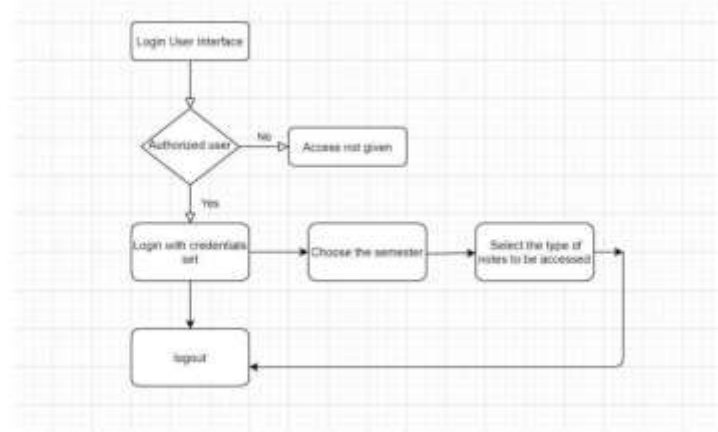 Login User Interface
Authorized user
No
Access not given
Yes
Login with credentials
set
Choose the semester
Select the type of
notes to be accessed
logout